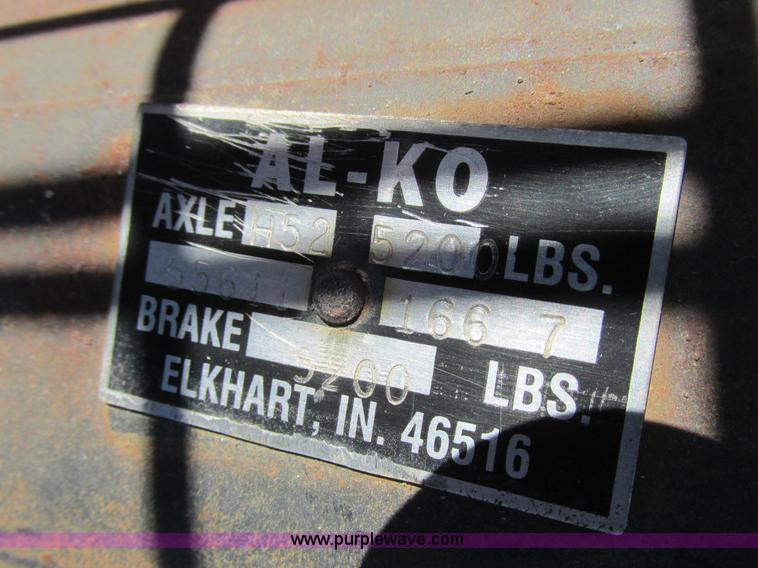 AL-KO
AXLE H52 5200 LBS.
166 7
BRAKE 5200 LBS.
ELKHART, IN. 46516
www.purplewave.com